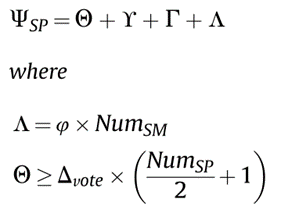 Ψ_SP = Θ + ϒ + Γ + Λ
where
Λ = φ × Num_SM
Θ ≥ Δ_vote × (Num_SP / 2 + 1)